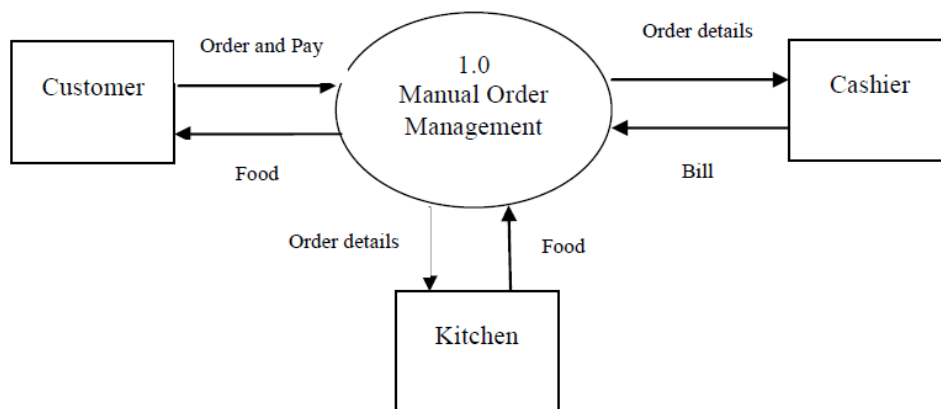 Order and Pay
Order details
Customer
1.0
Manual Order
Management
Cashier
Food
Bill
Order details
Food
Kitchen